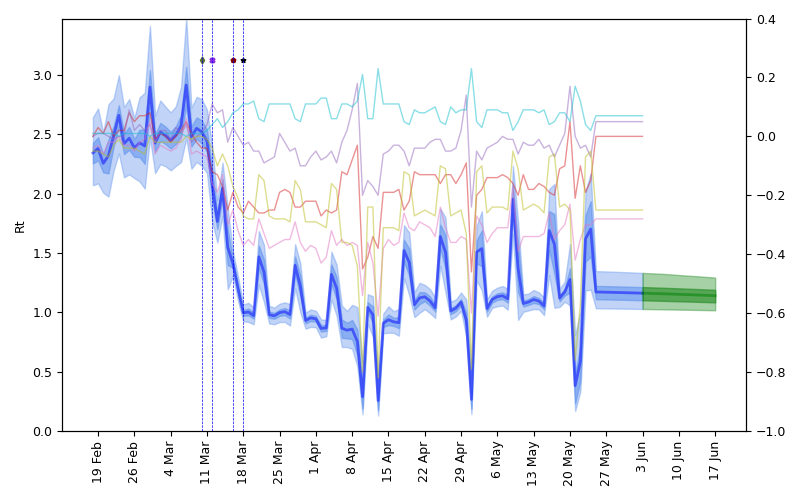 3.0
2.5
2.0
1.5
1.0
0.5
0.0
Rt
0.4
0.2
0.0
−0.2
−0.4
−0.6
−0.8
−1.0
19 Feb
26 Feb
4 Mar
11 Mar
18 Mar
25 Mar
1 Apr
8 Apr
15 Apr
22 Apr
29 Apr
6 May
13 May
20 May
27 May
3 Jun
10 Jun
17 Jun